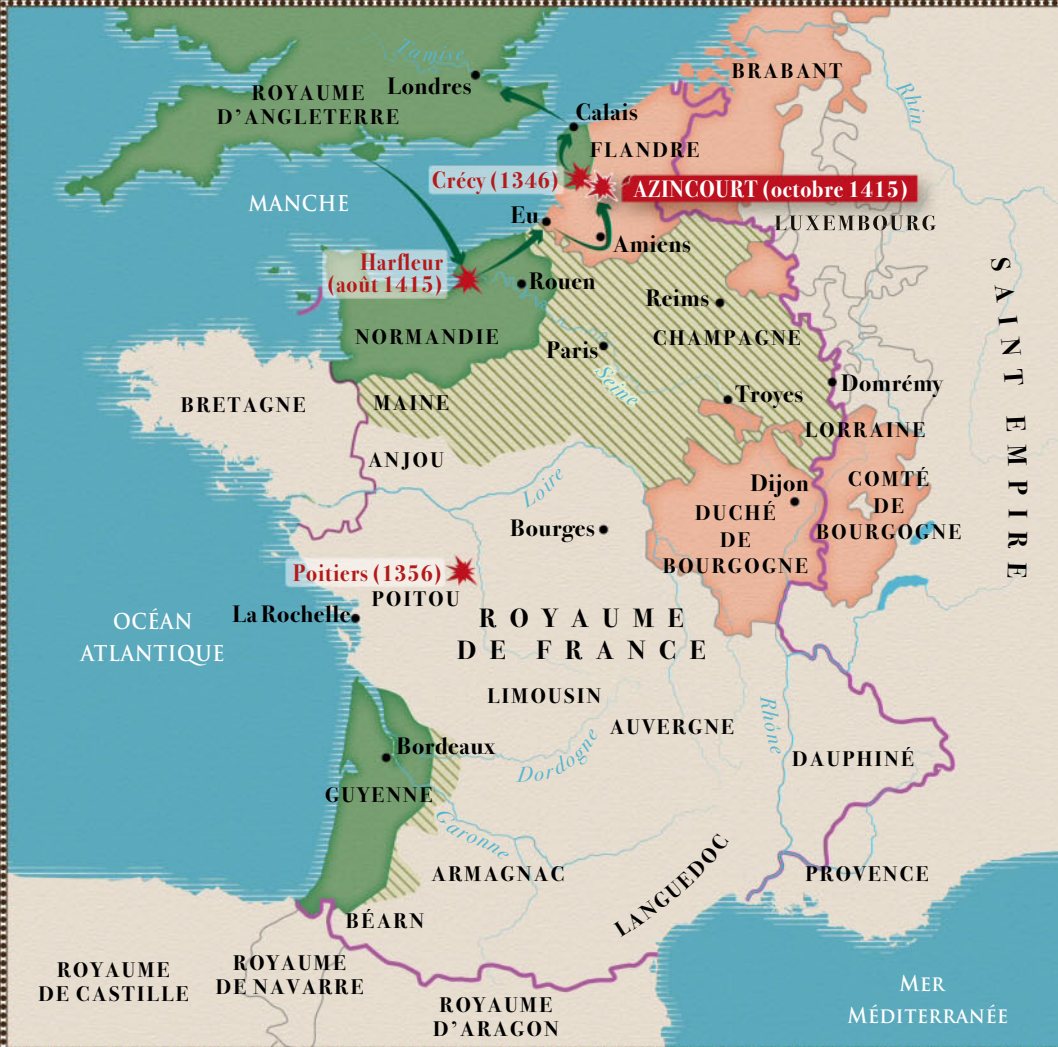 Tamise
Londres
ROYAUME
D'ANGLETERRE
BRABANT
Rhin
Calais
FLANDRE
Crécy (1346)
AZINCOURT (octobre 1415)
MANCHE
Eu
Amiens
LUXEMBOURG
Harfleur
(août 1415)
Rouen
Reims
NORMANDIE
Paris
CHAMPAGNE
Seine
SAINT EMPIRE
BRETAGNE
MAINE
Troyes
Domrémy
LORRAINE
ANJOU
Loire
Dijon
COMTÉ
DE
BOURGOGNE
DUCHÉ
DE
BOURGOGNE
Bourges
Poitiers (1356)
POITOU
La Rochelle
OCÉAN
ATLANTIQUE
ROYAUME
DE FRANCE
LIMOUSIN
AUVERGNE
Rhône
Bordeaux
Dordogne
DAUPHINÉ
GUYENNE
Garonne
ARMAGNAC
LANGUEDOC
PROVENCE
BÉARN
ROYAUME
DE CASTILLE
ROYAUME
DE NAVARRE
ROYAUME
D'ARAGON
MER
MÉDITERRANÉE